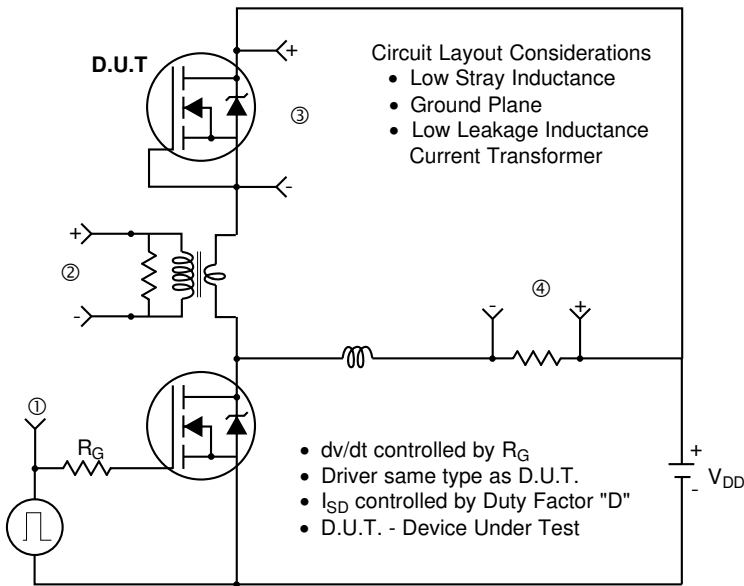 D.U.T
+
Circuit Layout Considerations
• Low Stray Inductance
• Ground Plane
• Low Leakage Inductance
Current Transformer
③
-
+
②
-
④
-
+
①
R_G
• dv/dt controlled by R_G
• Driver same type as D.U.T.
• I_SD controlled by Duty Factor "D"
• D.U.T. - Device Under Test
+
V_DD
-